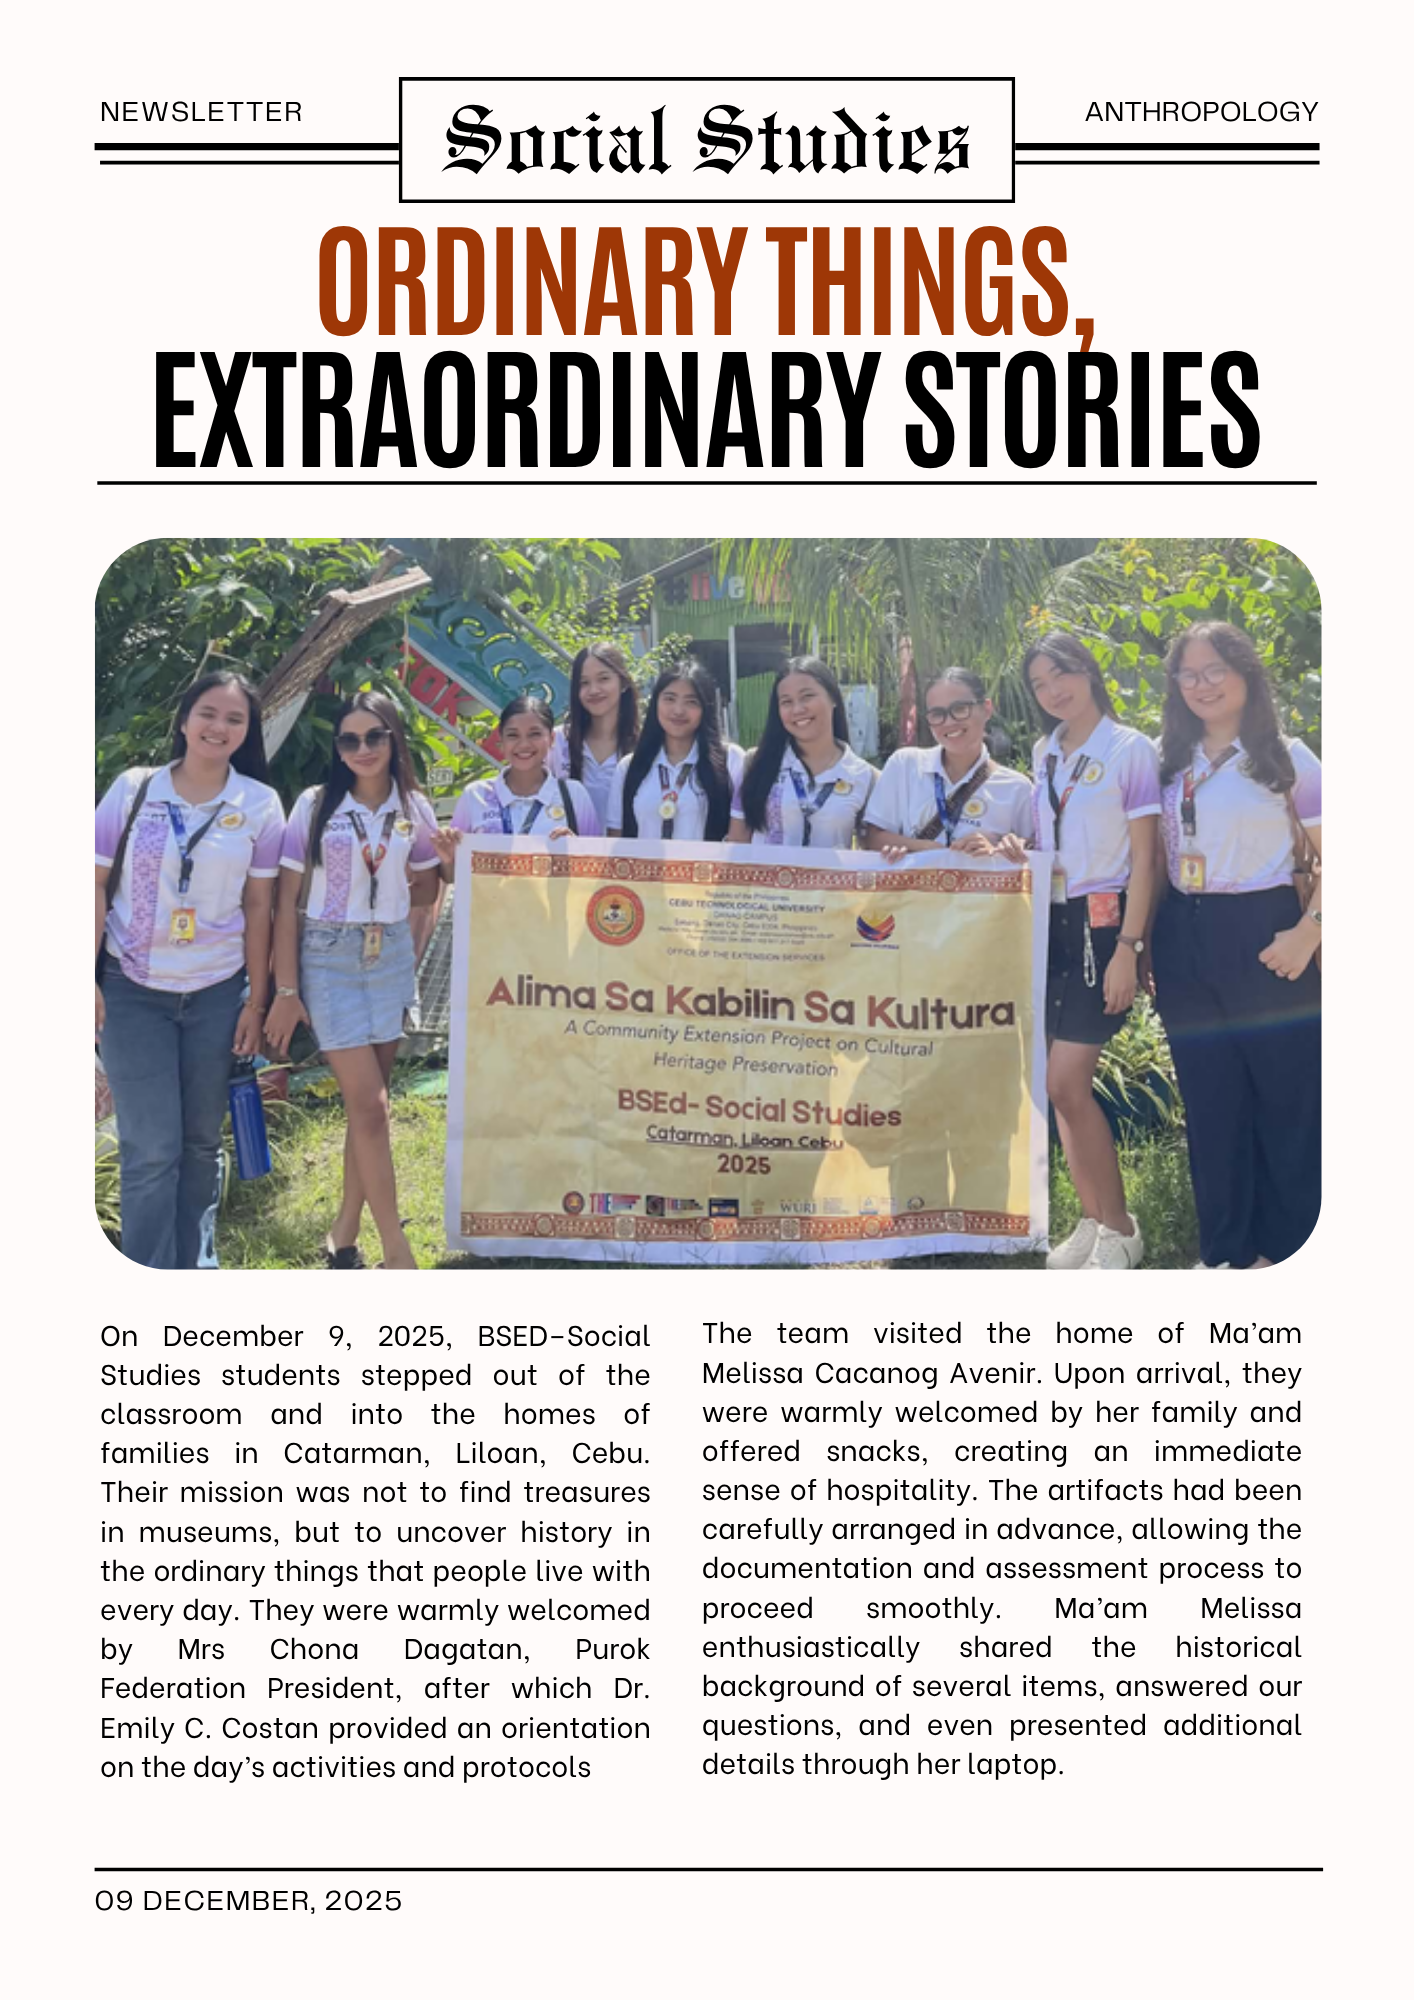 NEWSLETTER
Social Studies
ANTHROPOLOGY
ORDINARY THINGS,
EXTRAORDINARY STORIES
#live
Republic of the Philippines
CEBU TECHNOLOGICAL UNIVERSITY
DANAO CAMPUS
OFFICE OF THE EXTENSION SERVICES
Alima Sa Kabilin Sa Kultura
A Community Extension Project on Cultural
Heritage Preservation
BSEd- Social Studies
Catarman, Liloan Cebu
2025
WURI
On December 9, 2025, BSED–Social
Studies students stepped out of the
classroom and into the homes of
families in Catarman, Liloan, Cebu.
Their mission was not to find treasures
in museums, but to uncover history in
the ordinary things that people live with
every day. They were warmly welcomed
by Mrs Chona Dagatan, Purok
Federation President, after which Dr.
Emily C. Costan provided an orientation
on the day’s activities and protocols
The team visited the home of Ma’am
Melissa Cacanog Avenir. Upon arrival, they
were warmly welcomed by her family and
offered snacks, creating an immediate
sense of hospitality. The artifacts had been
carefully arranged in advance, allowing the
documentation and assessment process to
proceed smoothly. Ma’am Melissa
enthusiastically shared the historical
background of several items, answered our
questions, and even presented additional
details through her laptop.
09 DECEMBER, 2025